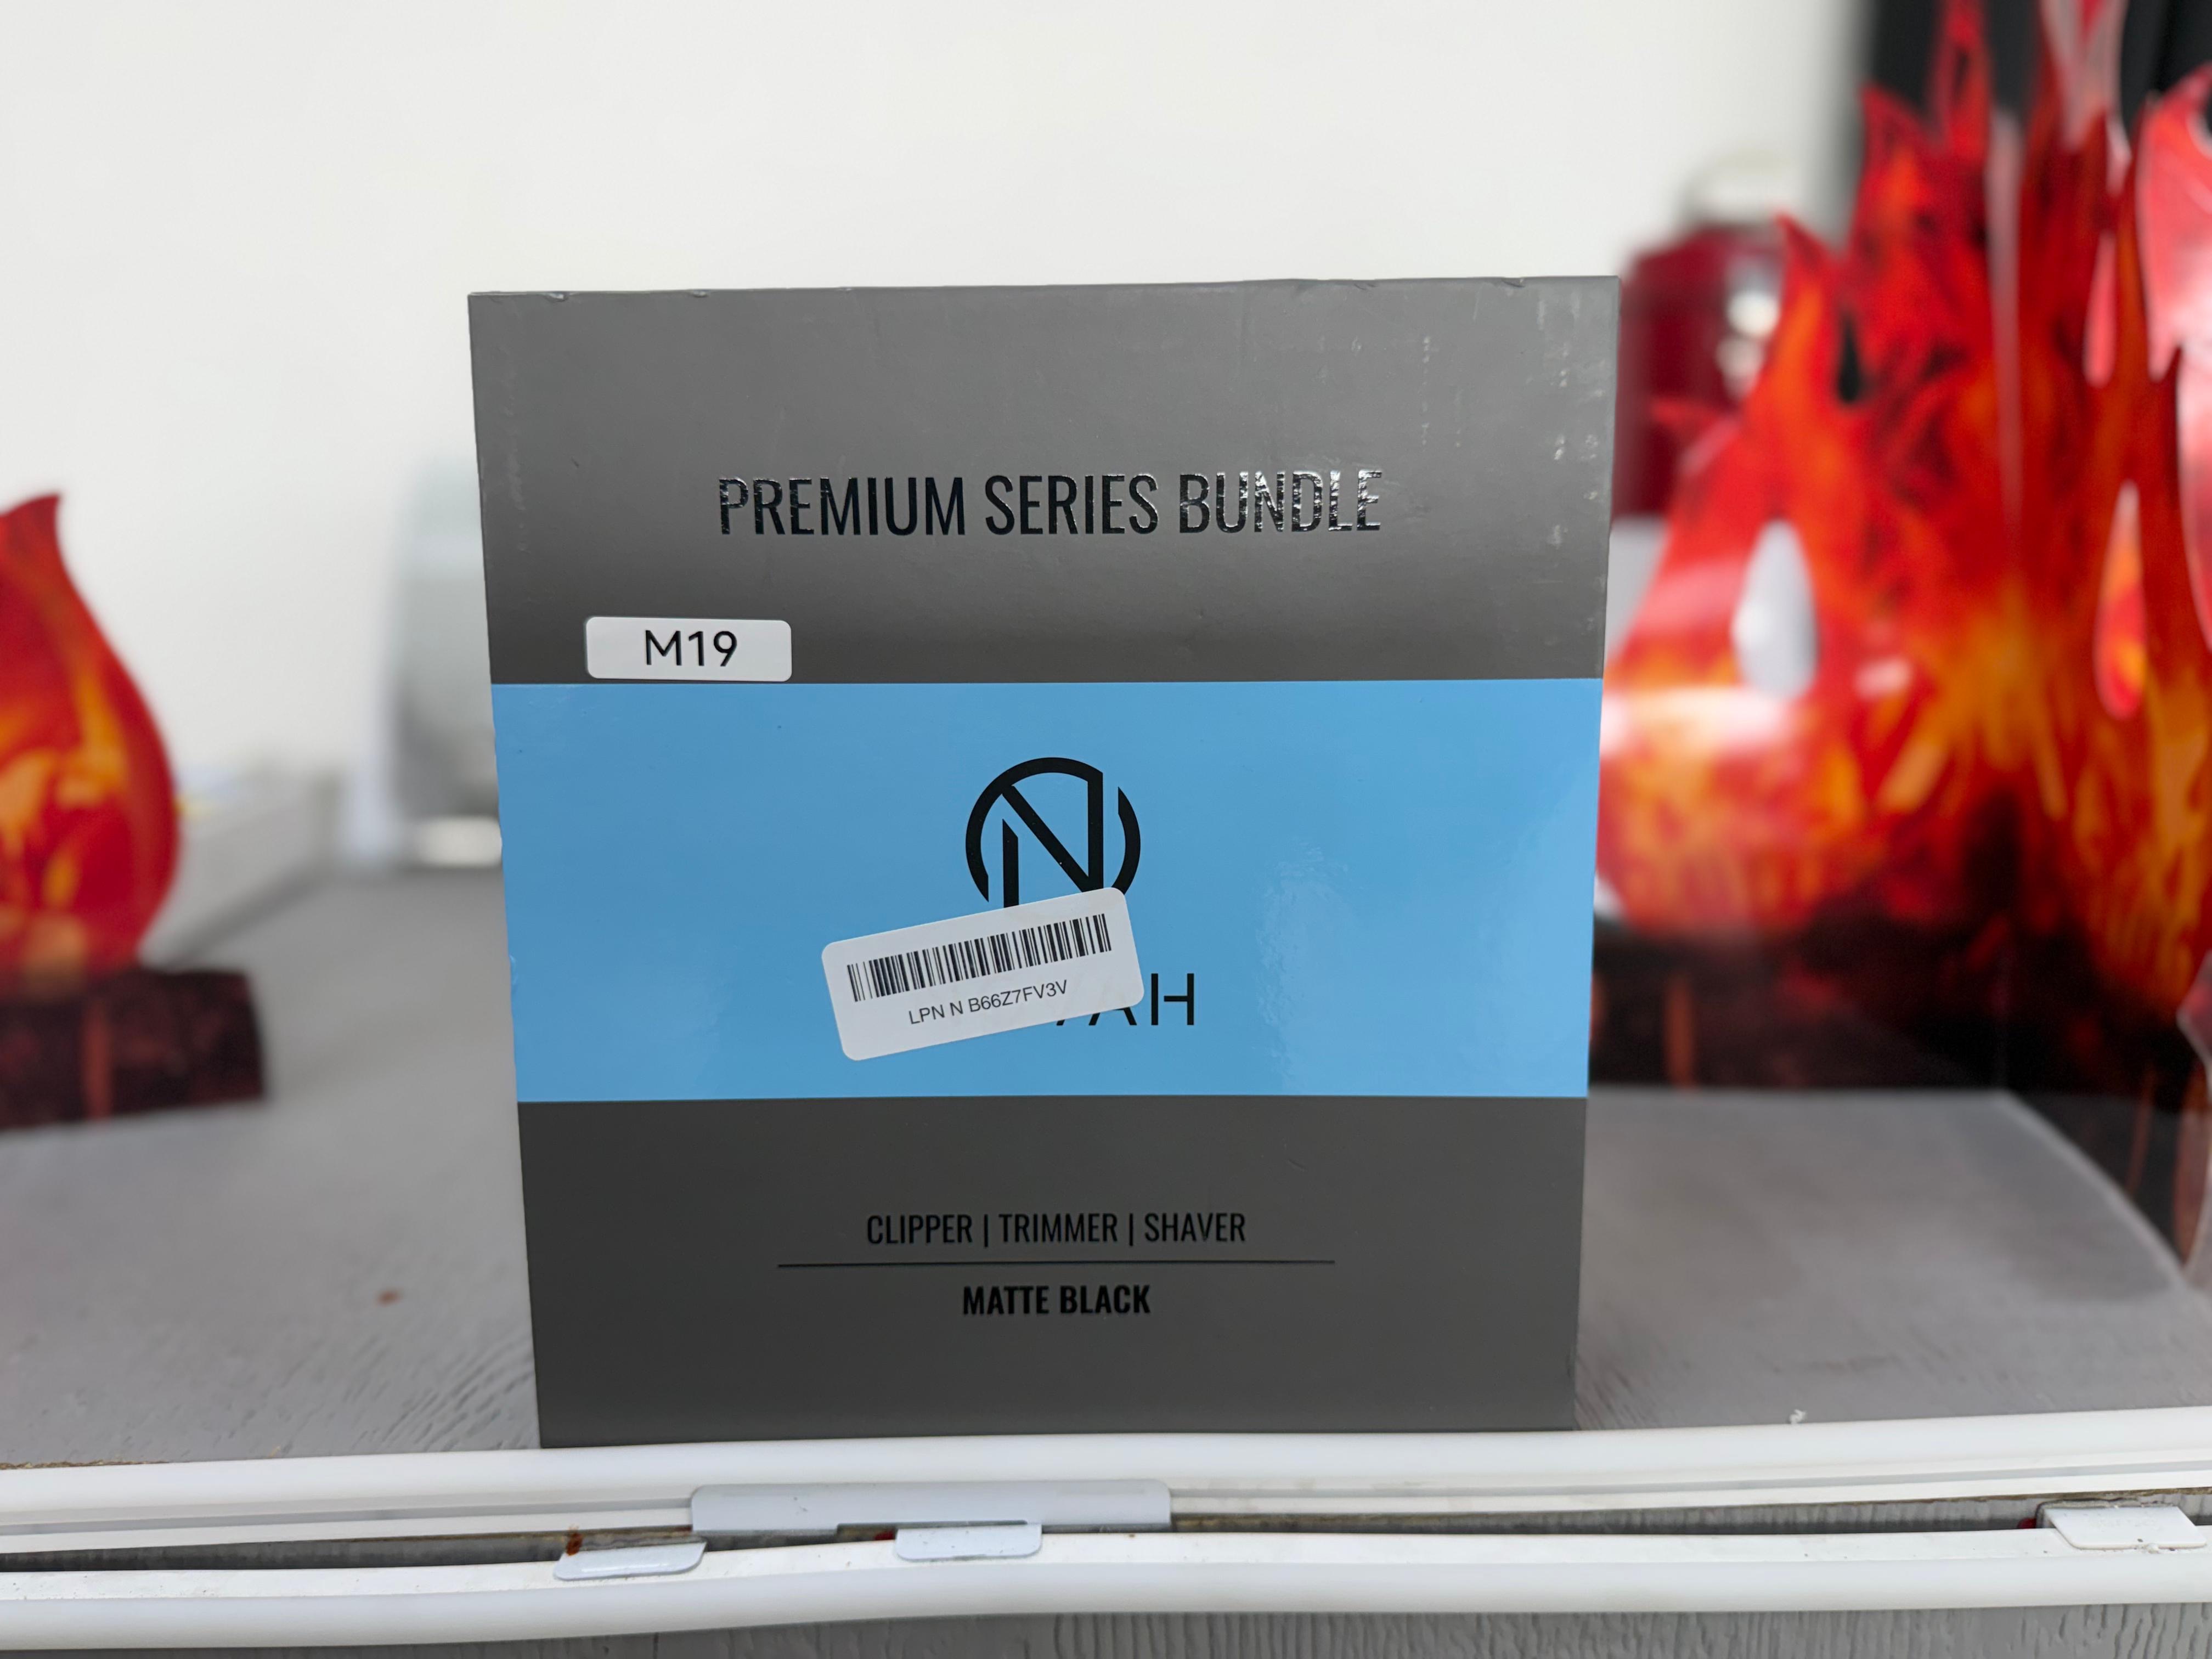 PREMIUM SERIES BUNDLE
M19
N
LPN N B66Z7FV3V
CLIPPER | TRIMMER | SHAVER
MATTE BLACK